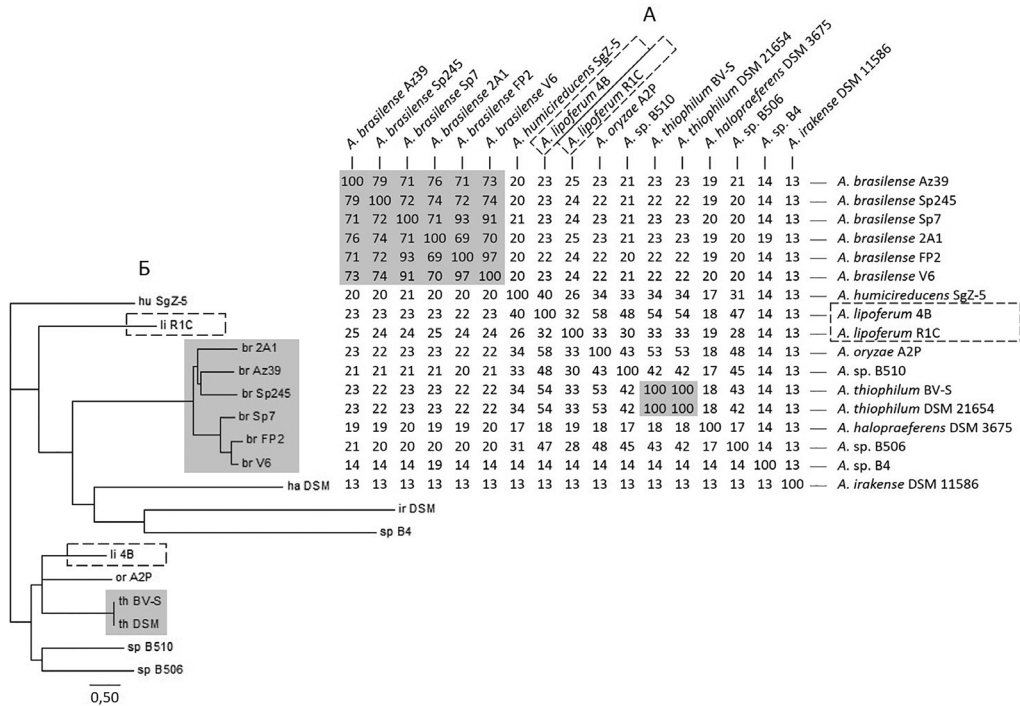 А
A. brasilense Az39
A. brasilense Sp245
A. brasilense Sp7
A. brasilense 2A1
A. brasilense FP2
A. brasilense V6
A. humicireducens SgZ-5
A. lipoferum 4B
A. lipoferum R1C
A. oryzae A2P
A. sp. B510
A. thiophilum BV-S
A. thiophilum DSM 21654
A. halopraeferens DSM 3675
A. sp. B506
A. sp. B4
A. irakense DSM 11586
100 79 71 76 71 73 20 23 25 23 21 23 23 19 21 14 13 — A. brasilense Az39
79 100 72 74 72 74 20 23 24 22 21 22 22 19 20 14 13 — A. brasilense Sp245
71 72 100 71 93 91 21 23 24 23 21 23 23 20 20 14 13 — A. brasilense Sp7
76 74 71 100 69 70 20 23 25 23 21 23 23 19 20 19 13 — A. brasilense 2A1
71 72 93 69 100 97 20 22 24 22 20 22 22 20 20 14 13 — A. brasilense FP2
73 74 91 70 97 100 20 23 24 22 21 22 22 20 20 14 13 — A. brasilense V6
20 20 21 20 20 20 100 40 26 34 33 34 34 17 31 14 13 — A. humicireducens SgZ-5
23 23 23 23 22 23 40 100 32 58 48 54 54 18 47 14 13 — A. lipoferum 4B
25 24 24 25 24 24 26 32 100 33 30 33 33 19 28 14 13 — A. lipoferum R1C
23 22 23 23 22 22 34 58 33 100 43 53 53 18 48 14 13 — A. oryzae A2P
21 21 21 21 20 21 33 48 30 43 100 42 42 17 45 14 13 — A. sp. B510
23 22 23 23 22 22 34 54 33 53 42 100 100 18 43 14 13 — A. thiophilum BV-S
23 22 23 23 22 22 34 54 33 53 42 100 100 18 42 14 13 — A. thiophilum DSM 21654
19 19 20 19 20 20 17 18 19 18 17 18 18 100 17 14 13 — A. halopraeferens DSM 3675
21 20 20 20 20 20 31 47 28 48 45 43 42 17 100 14 13 — A. sp. B506
14 14 14 19 14 14 14 14 14 14 14 14 14 14 14 100 13 — A. sp. B4
13 13 13 13 13 13 13 13 13 13 13 13 13 13 13 13 100 — A. irakense DSM 11586
Б
hu SgZ-5
li R1C
br 2A1
br Az39
br Sp245
br Sp7
br FP2
br V6
ha DSM
ir DSM
sp B4
li 4B
or A2P
th BV-S
th DSM
sp B510
sp B506
0,50